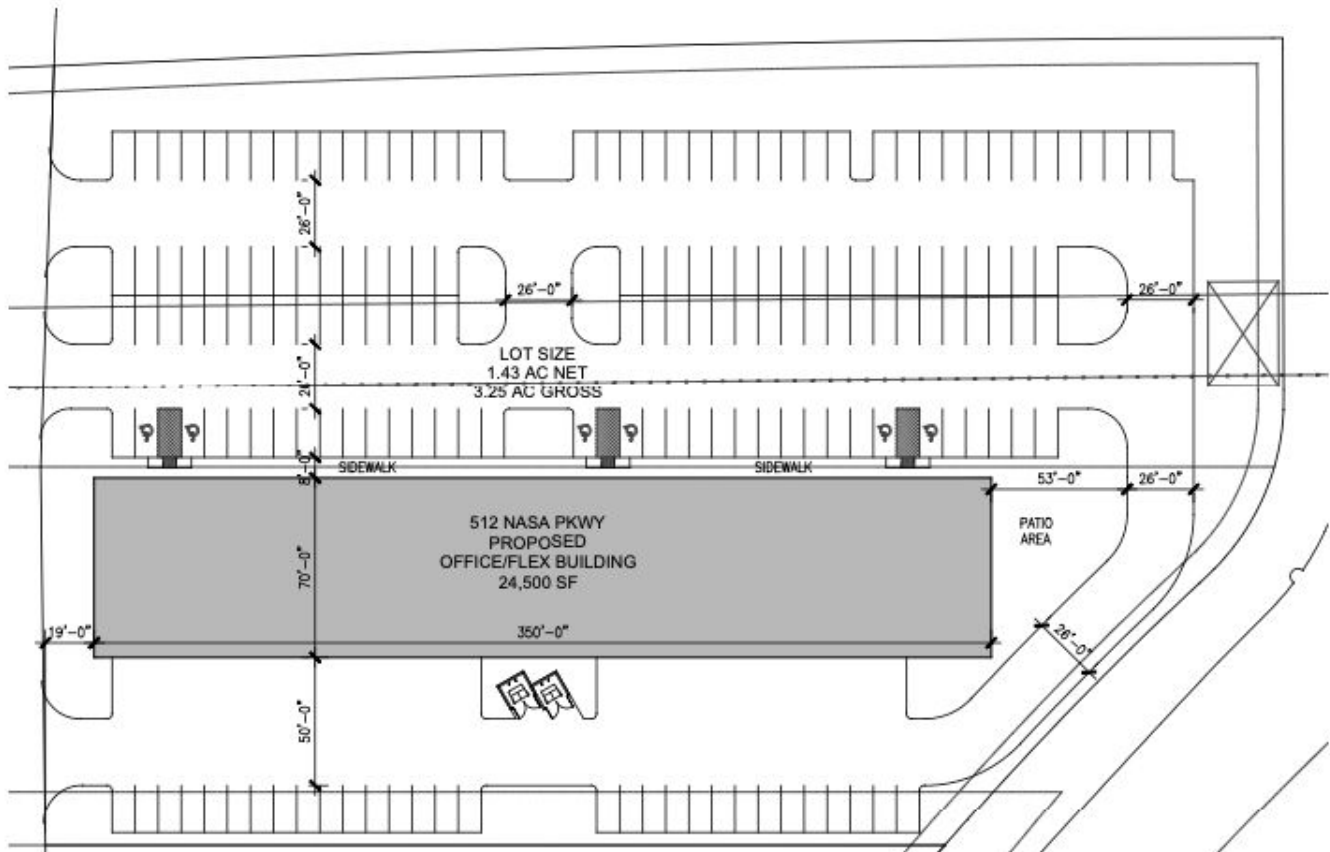 26'-0"
26'-0"
26'-0"
LOT SIZE
1.43 AC NET
3.25 AC GROSS
SIDEWALK
SIDEWALK
8'-0"
53'-0"
26'-0"
512 NASA PKWY
PROPOSED
OFFICE/FLEX BUILDING
24,500 SF
PATIO
AREA
70'-0"
19'-0"
350'-0"
26'-0"
50'-0"